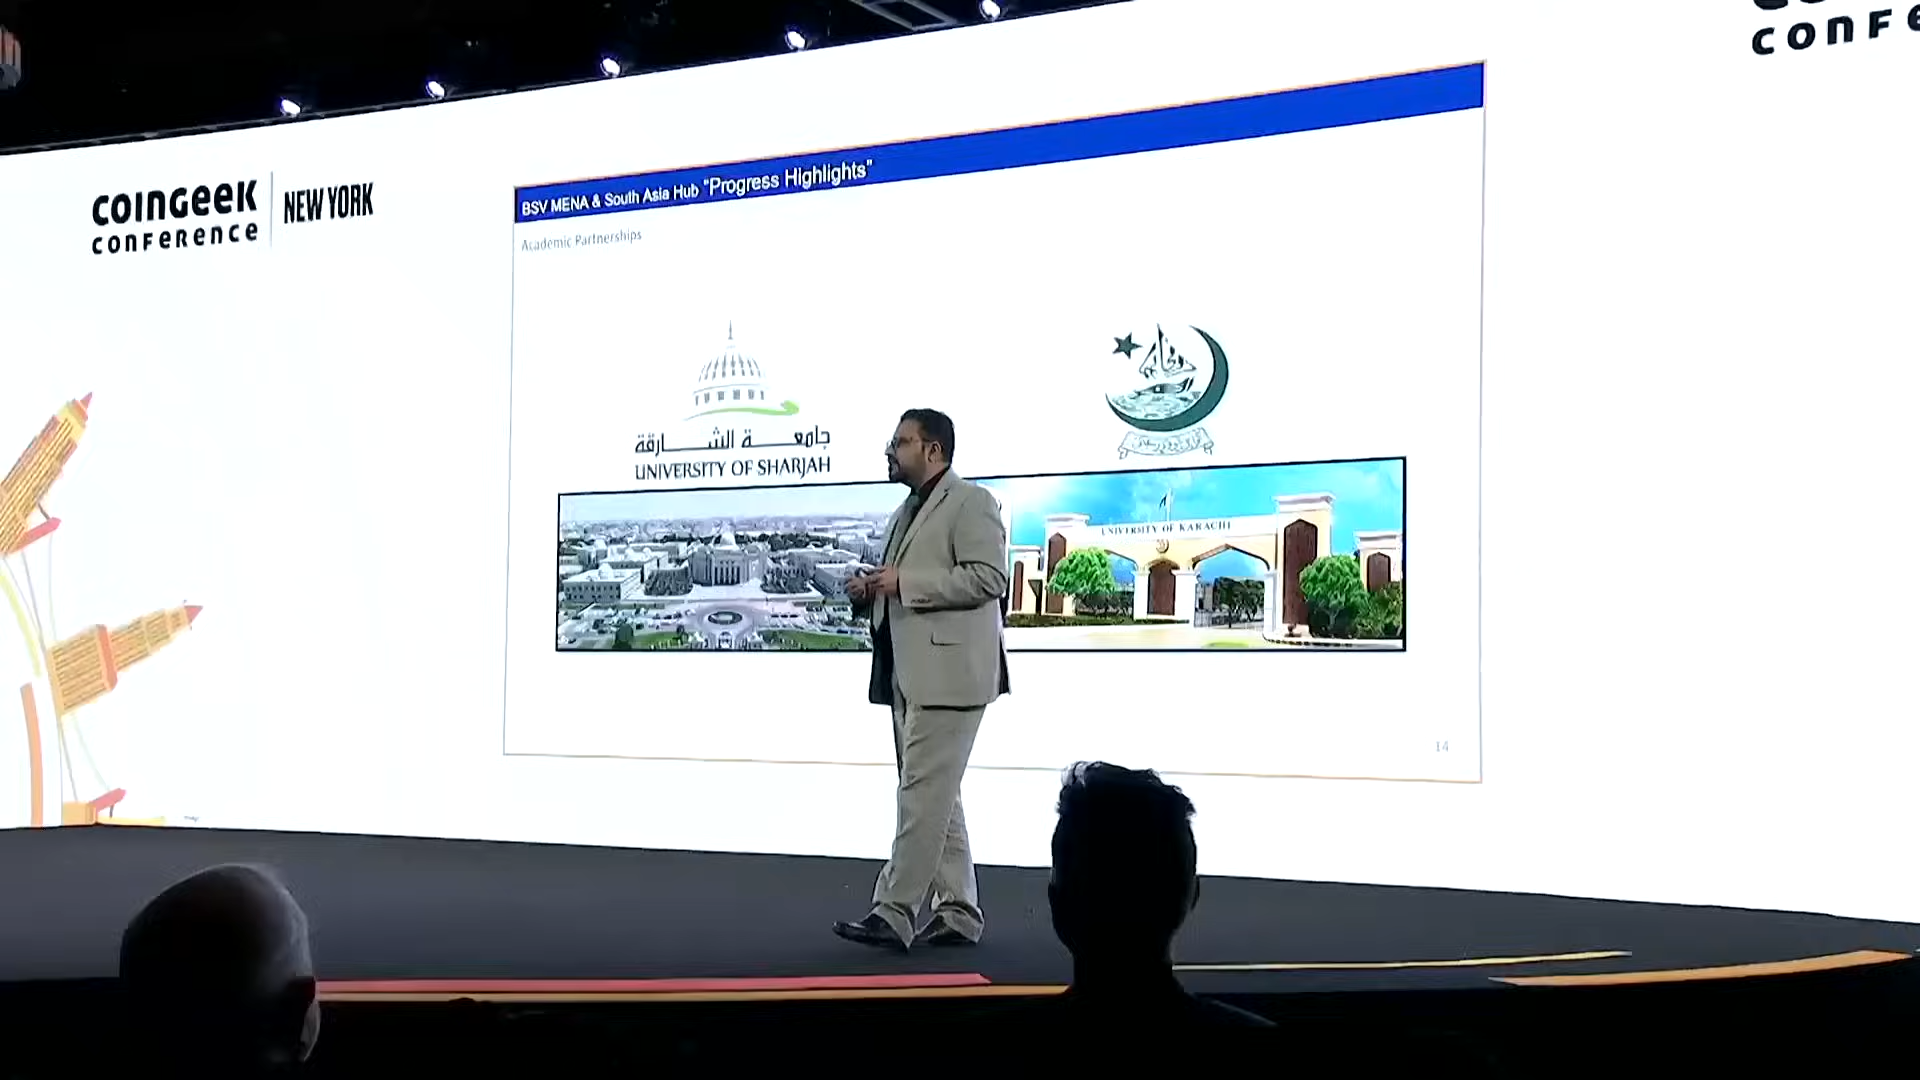 COINGEEK
CONFERENCE
NEW YORK
CONFE
BSV MENA & South Asia Hub "Progress Highlights"
Academic Partnerships
جامعة الشارقة
UNIVERSITY OF SHARJAH
UNIVERSITY OF KARACHI
14